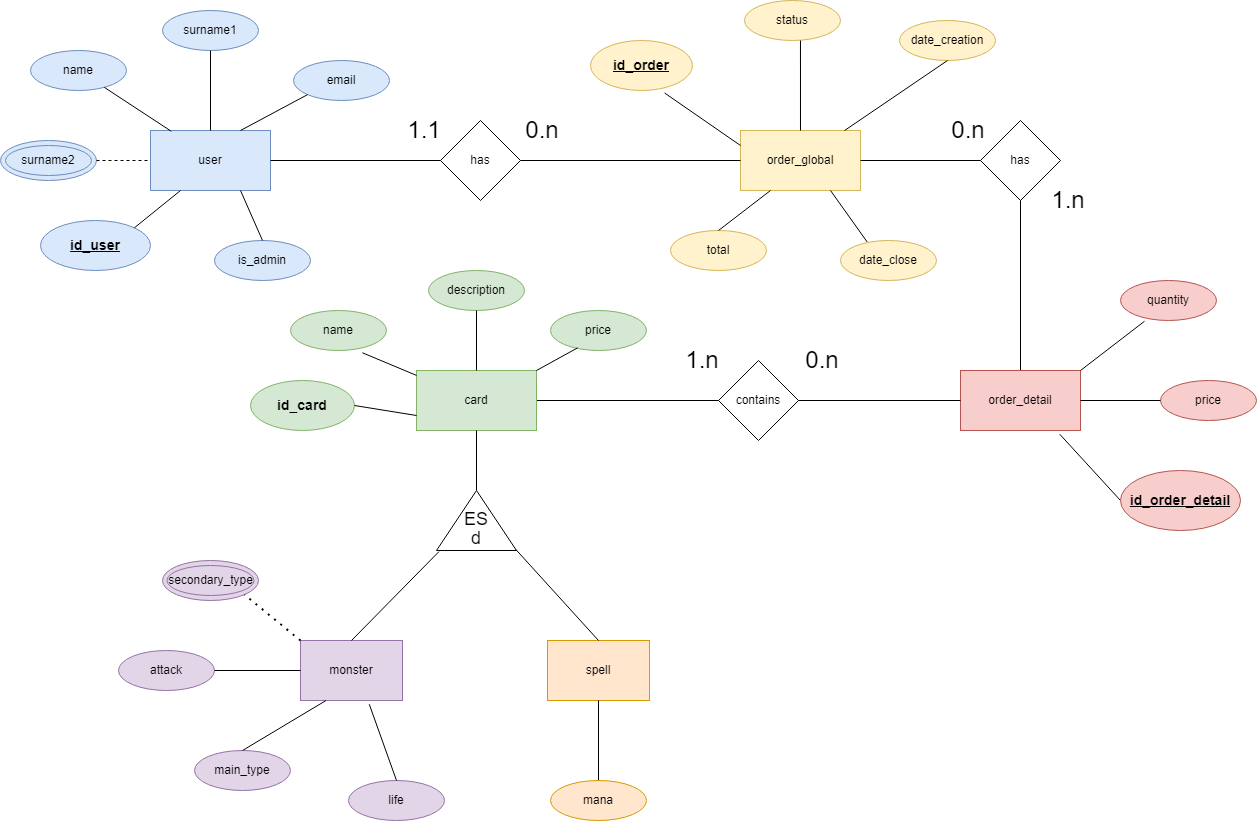 surname1
status
date_creation
name
email
id_order
1.1
0.n
0.n
surname2
user
has
order_global
has
1.n
id_user
is_admin
total
date_close
description
name
price
quantity
1.n
0.n
id_card
card
contains
order_detail
price
id_order_detail
ES
d
secondary_type
attack
monster
spell
main_type
life
mana